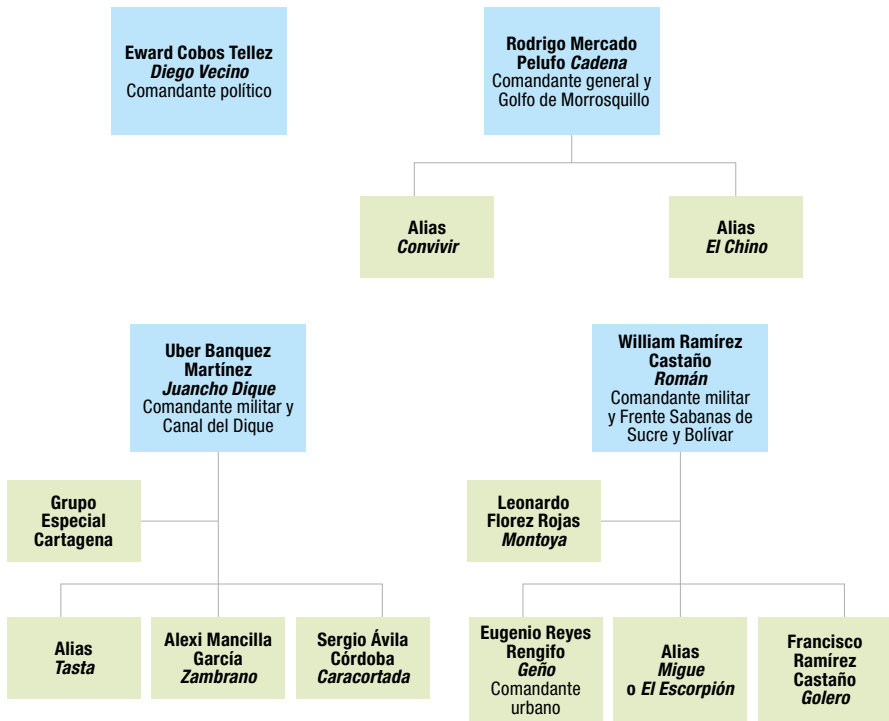 Eward Cobos Tellez
Diego Vecino
Comandante político
Rodrigo Mercado
Pelufo Cadena
Comandante general y
Golfo de Morrosquillo
Alias
Convivir
Alias
El Chino
Uber Banquez
Martínez
Juancho Dique
Comandante militar y
Canal del Dique
William Ramírez
Castaño
Román
Comandante militar
y Frente Sabanas de
Sucre y Bolívar
Grupo
Especial
Cartagena
Leonardo
Florez Rojas
Montoya
Alias
Tasta
Alexi Mancilla
García
Zambrano
Sergio Ávila
Córdoba
Caracortada
Eugenio Reyes
Rengifo
Geño
Comandante
urbano
Alias
Migue
o El Escorpión
Francisco
Ramírez
Castaño
Golero